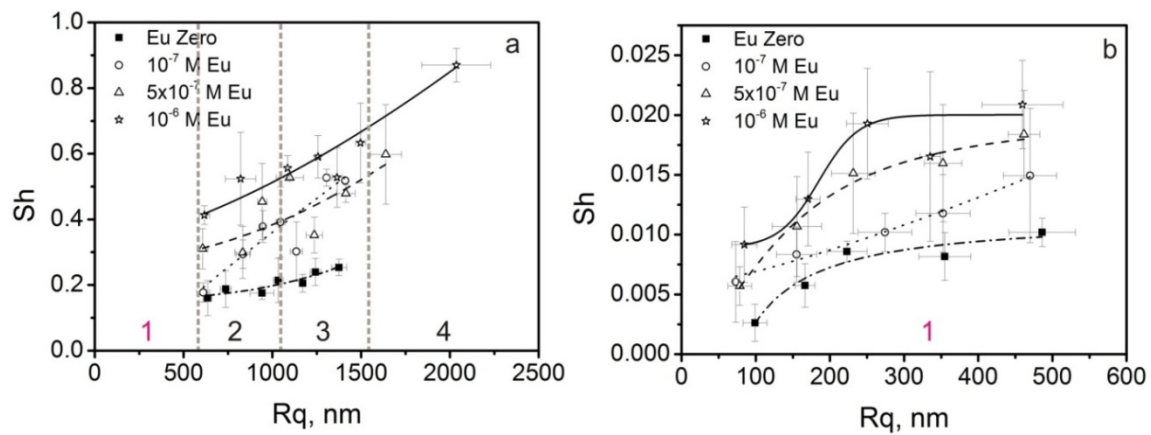 a
Eu Zero
10⁻⁷ M Eu
5x10⁻⁷ M Eu
10⁻⁶ M Eu
1.0
0.8
0.6
0.4
0.2
0.0
Sh
1 2 3 4
0 500 1000 1500 2000 2500
Rq, nm
b
Eu Zero
10⁻⁷ M Eu
5x10⁻⁷ M Eu
10⁻⁶ M Eu
0.025
0.020
0.015
0.010
0.005
0.000
Sh
1
0 100 200 300 400 500 600
Rq, nm